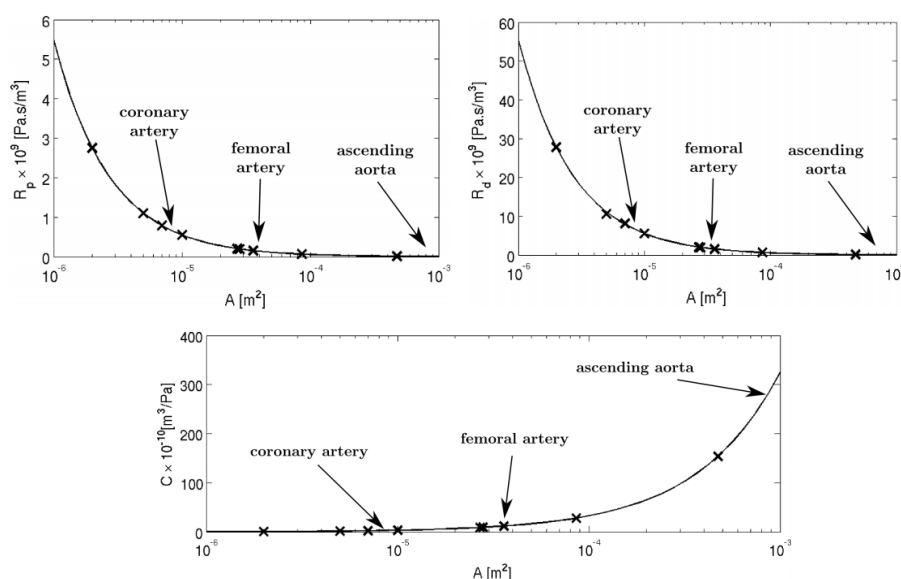 6
5
4
3
2
1
0
R_p × 10^9 [Pa.s/m^3]
coronary
artery
femoral
artery
ascending
aorta
10^-6
10^-5
10^-4
10^-3
A [m^2]
60
50
40
30
20
10
0
R_d × 10^9 [Pa.s/m^3]
coronary
artery
femoral
artery
ascending
aorta
10^-6
10^-5
10^-4
10
A [m^2]
400
300
200
100
0
C × 10^-10[m^3/Pa]
coronary artery
femoral artery
ascending aorta
10^-6
10^-5
10^-4
10^-3
A [m^2]